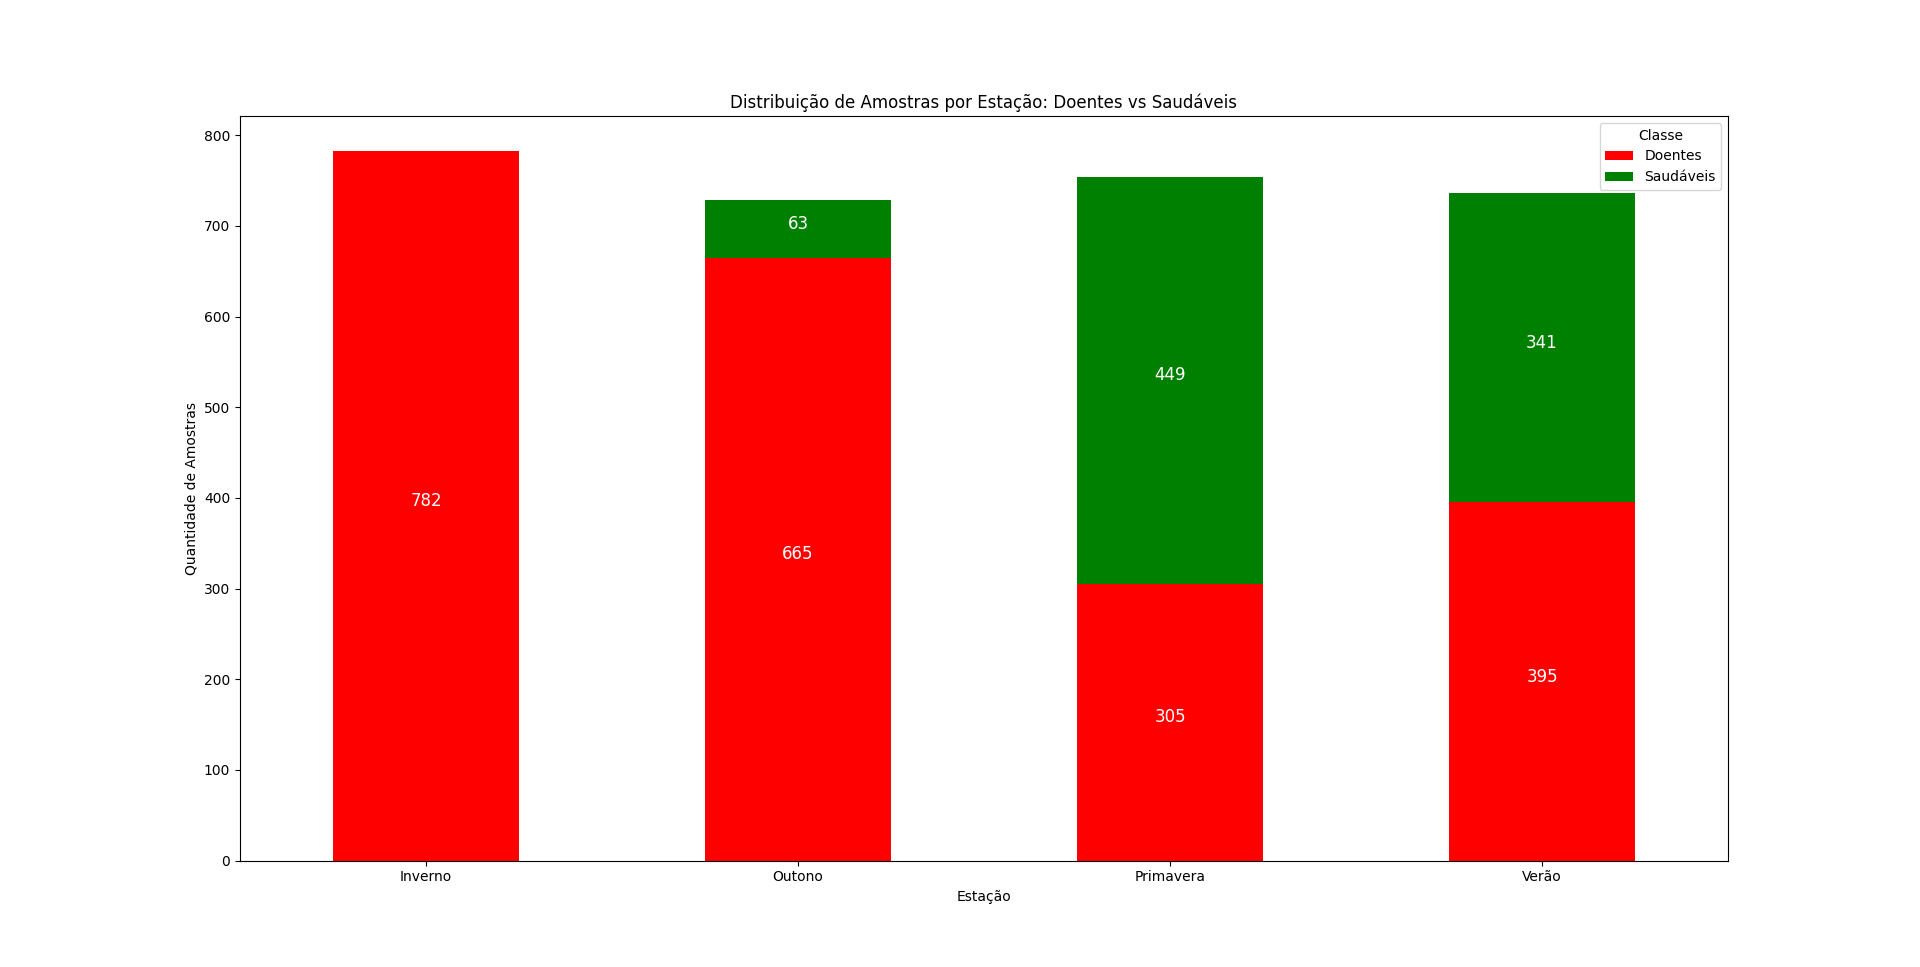 Distribuição de Amostras por Estação: Doentes vs Saudáveis
Classe
Doentes
Saudáveis
Quantidade de Amostras
800
700
600
500
400
300
200
100
0
782
63
665
449
305
341
395
Inverno
Outono
Primavera
Verão
Estação